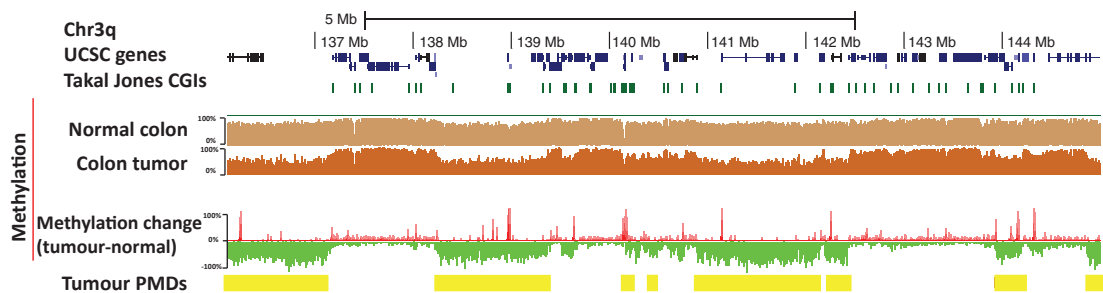 5 Mb
Chr3q
137 Mb 138 Mb 139 Mb 140 Mb 141 Mb 142 Mb 143 Mb 144 Mb
UCSC genes
Takal Jones CGIs
Methylation
Normal colon
100%
0%
Colon tumor
100%
0%
Methylation change
(tumour-normal)
100%
0%
-100%
Tumour PMDs